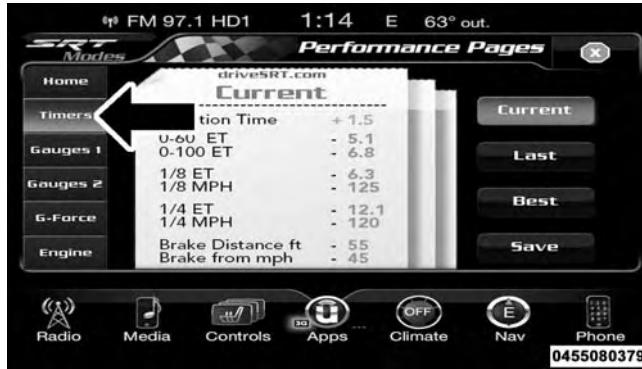 FM 97.1 HD1 1:14 E 63° out.
SRT
Modes
Performance Pages
Home
Timers
Gauges 1
Gauges 2
G-Force
Engine
driveSRT.com
Current
tion Time + 1.5
0-60 ET - 5.1
0-100 ET - 6.8
1/8 ET - 6.3
1/8 MPH - 125
1/4 ET - 12.1
1/4 MPH - 120
Brake Distance ft - 55
Brake from mph - 45
Current
Last
Best
Save
3G
OFF
E
Radio Media Controls Apps Climate Nav Phone
0455080379